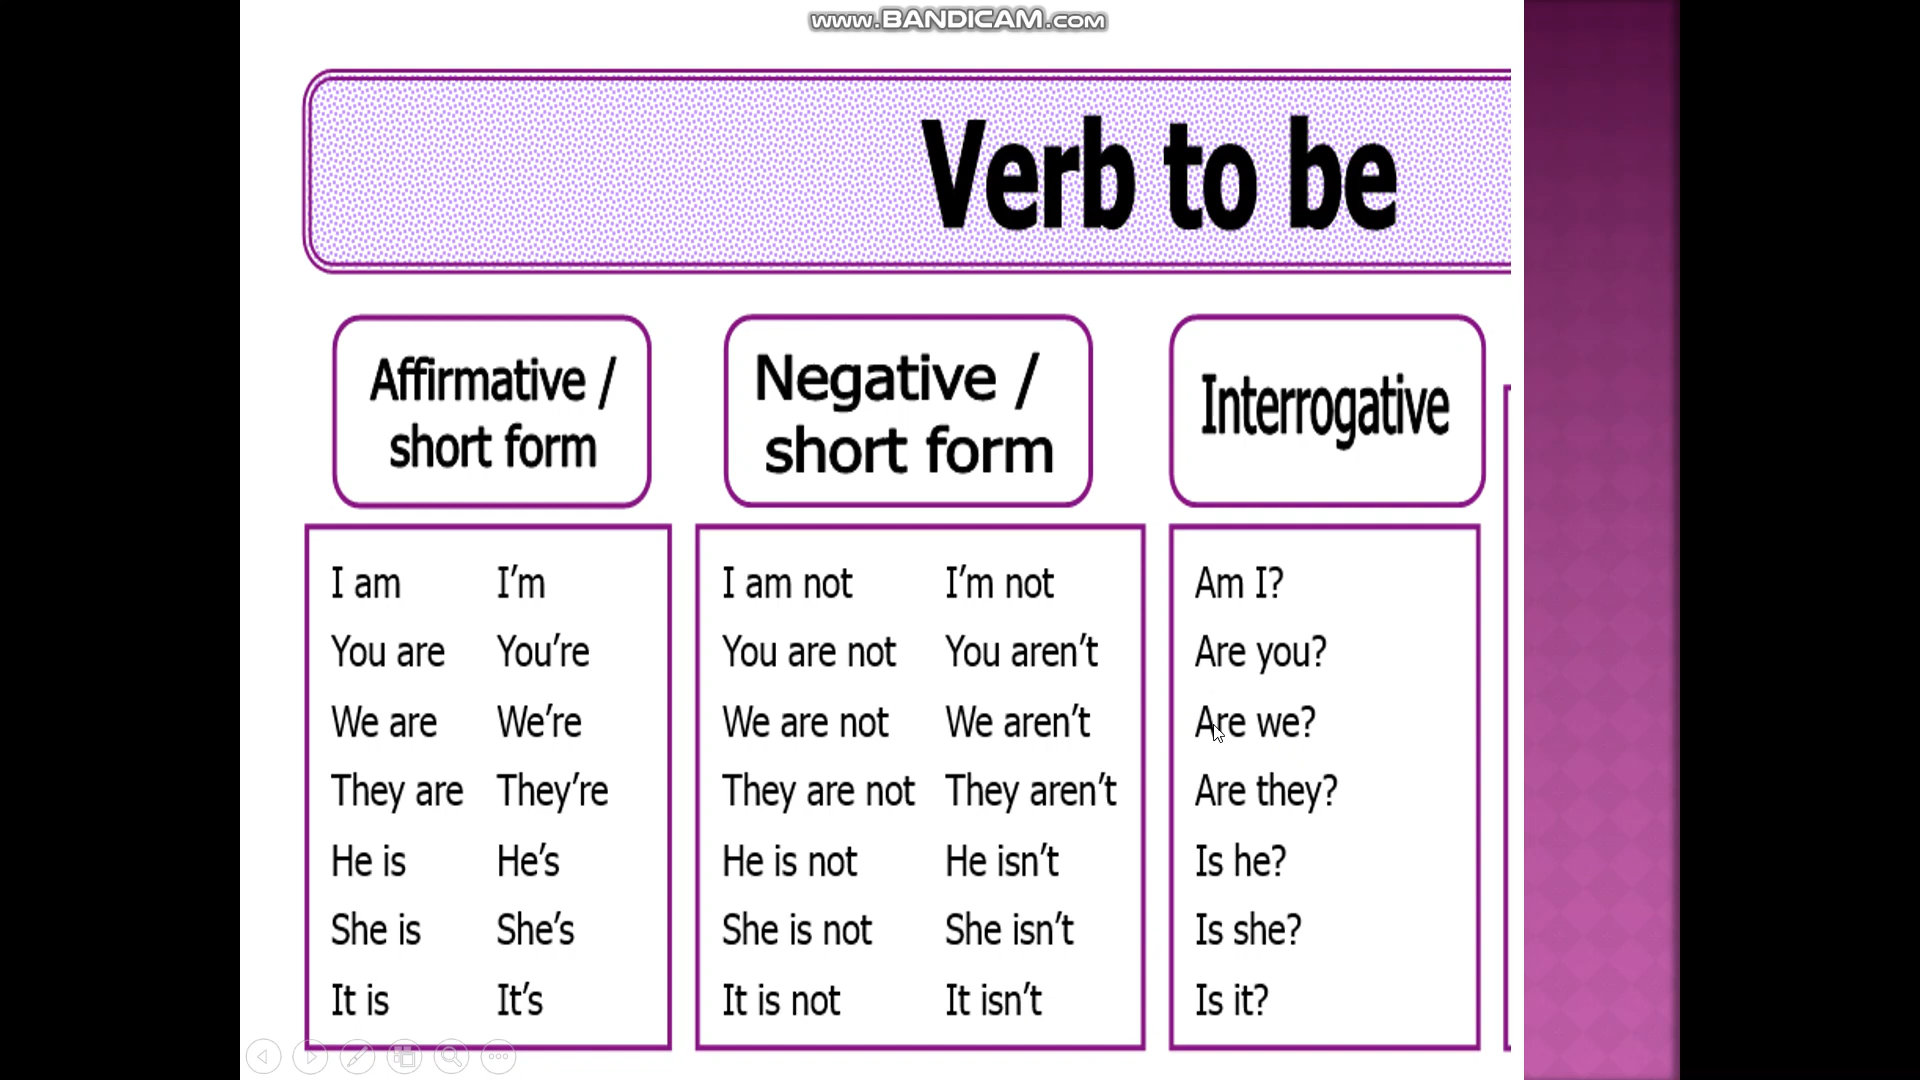 www.BANDICAM.com
Verb to be
Affirmative /
short form
Negative /
short form
Interrogative
I am I’m
You are You’re
We are We’re
They are They’re
He is He’s
She is She’s
It is It’s
I am not I’m not
You are not You aren’t
We are not We aren’t
They are not They aren’t
He is not He isn’t
She is not She isn’t
It is not It isn’t
Am I?
Are you?
Are we?
Are they?
Is he?
Is she?
Is it?